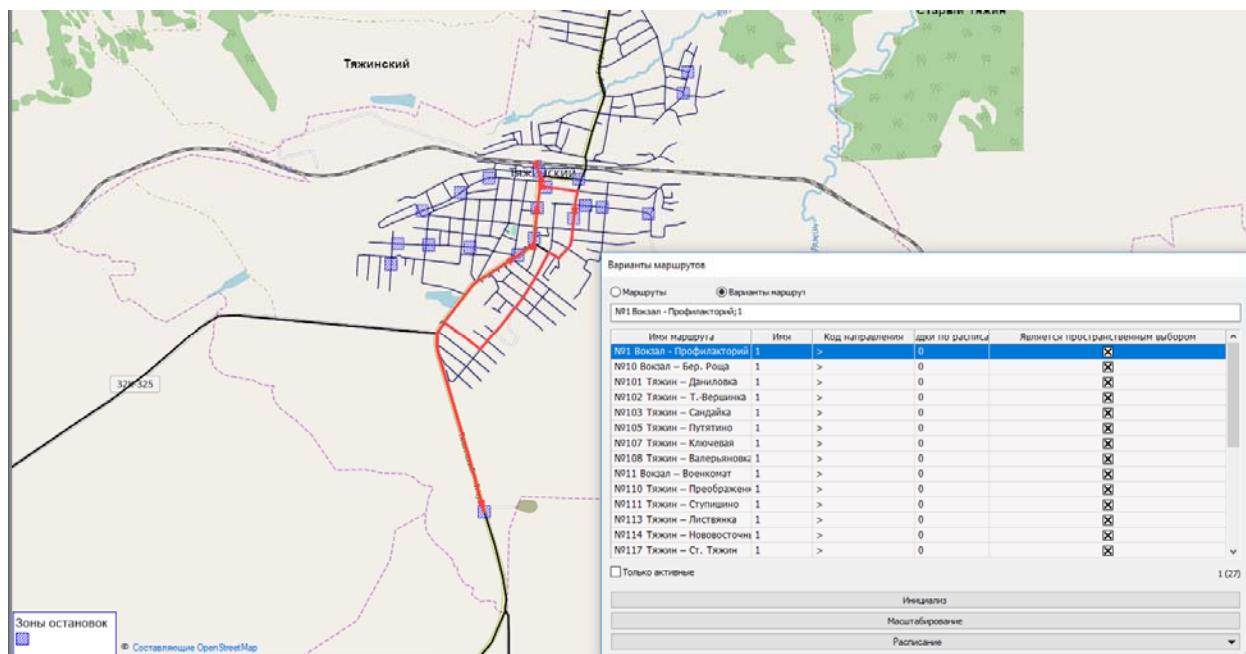 Старый Тяжин
Тяжинский
Тяжинский
Тяжин
32К-325
Зоны остановок
© Составляющие OpenStreetMap
Варианты маршрутов
Маршруты Варианты маршрут
№1 Вокзал - Профилакторий;1
Имя маршрута Имя Код направления здки по расписа Является пространственным выбором
№1 Вокзал - Профилакторий 1 > 0
№10 Вокзал – Бер. Роща 1 > 0
№101 Тяжин – Даниловка 1 > 0
№102 Тяжин – Т.-Вершинка 1 > 0
№103 Тяжин – Сандайка 1 > 0
№105 Тяжин – Путятино 1 > 0
№107 Тяжин – Ключевая 1 > 0
№108 Тяжин – Валерьяновка 1 > 0
№11 Вокзал – Военкомат 1 > 0
№110 Тяжин – Преображен 1 > 0
№111 Тяжин – Ступишино 1 > 0
№113 Тяжин – Листвянка 1 > 0
№114 Тяжин – Нововосточн 1 > 0
№117 Тяжин – Ст. Тяжин 1 > 0
Только активные 1 (27)
Инициализ
Масштабирование
Расписание